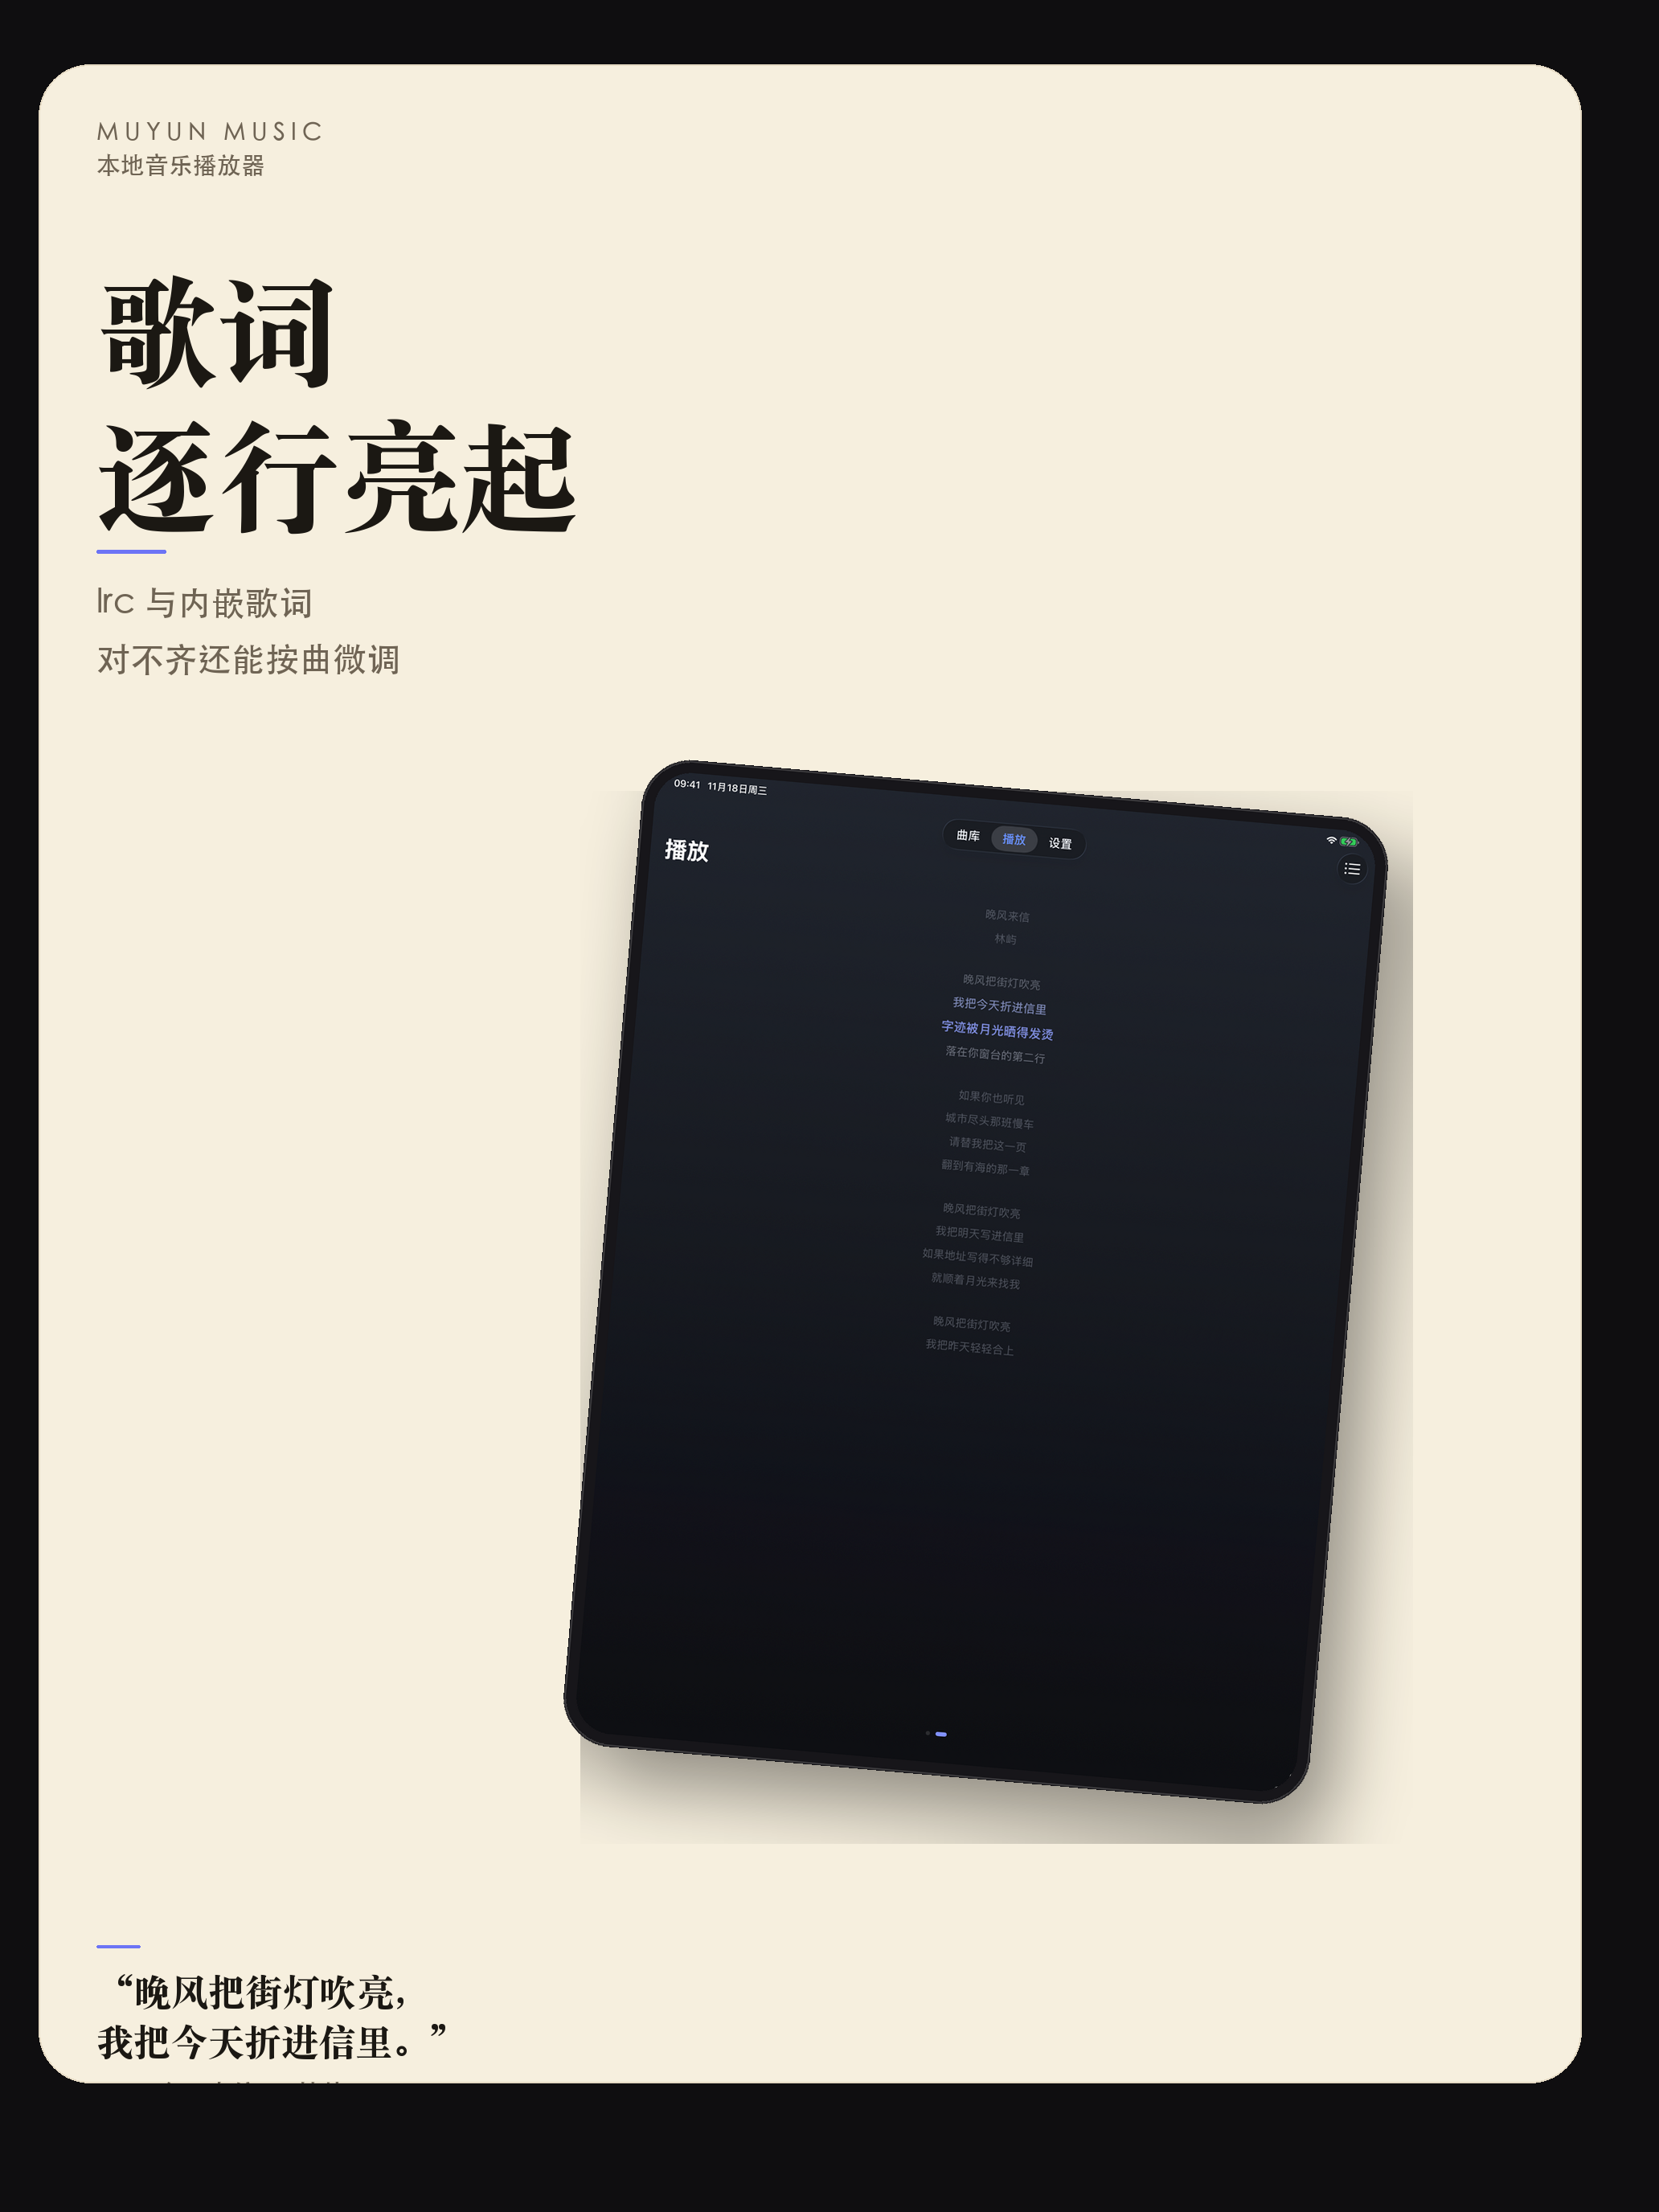 MUYUN MUSIC
本地音乐播放器
歌词
逐行亮起
lrc 与内嵌歌词
对不齐还能按曲微调
09:41 11月18日周三
曲库 播放 设置
播放
晚风来信
林屿
晚风把街灯吹亮
我把今天折进信里
字迹被月光晒得发烫
落在你窗台的第二行
如果你也听见
城市尽头那班慢车
请替我把这一页
翻到有海的那一章
晚风把街灯吹亮
我把明天写进信里
如果地址写得不够详细
就顺着月光来找我
晚风把街灯吹亮
我把昨天轻轻合上
“晚风把街灯吹亮，
我把今天折进信里。”